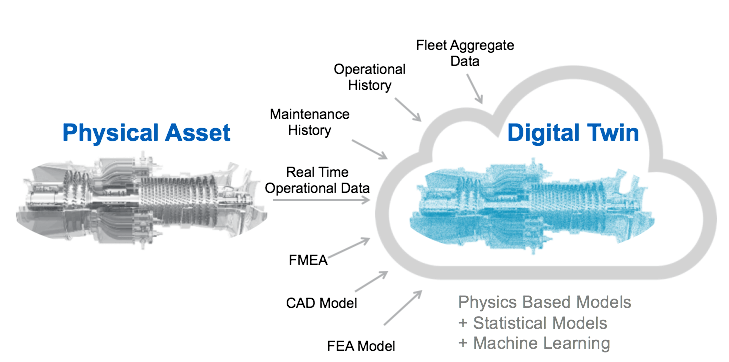 Fleet Aggregate
Data
Operational
History
Maintenance
History
Physical Asset
Digital Twin
Real Time
Operational Data
FMEA
CAD Model
FEA Model
Physics Based Models
+ Statistical Models
+ Machine Learning